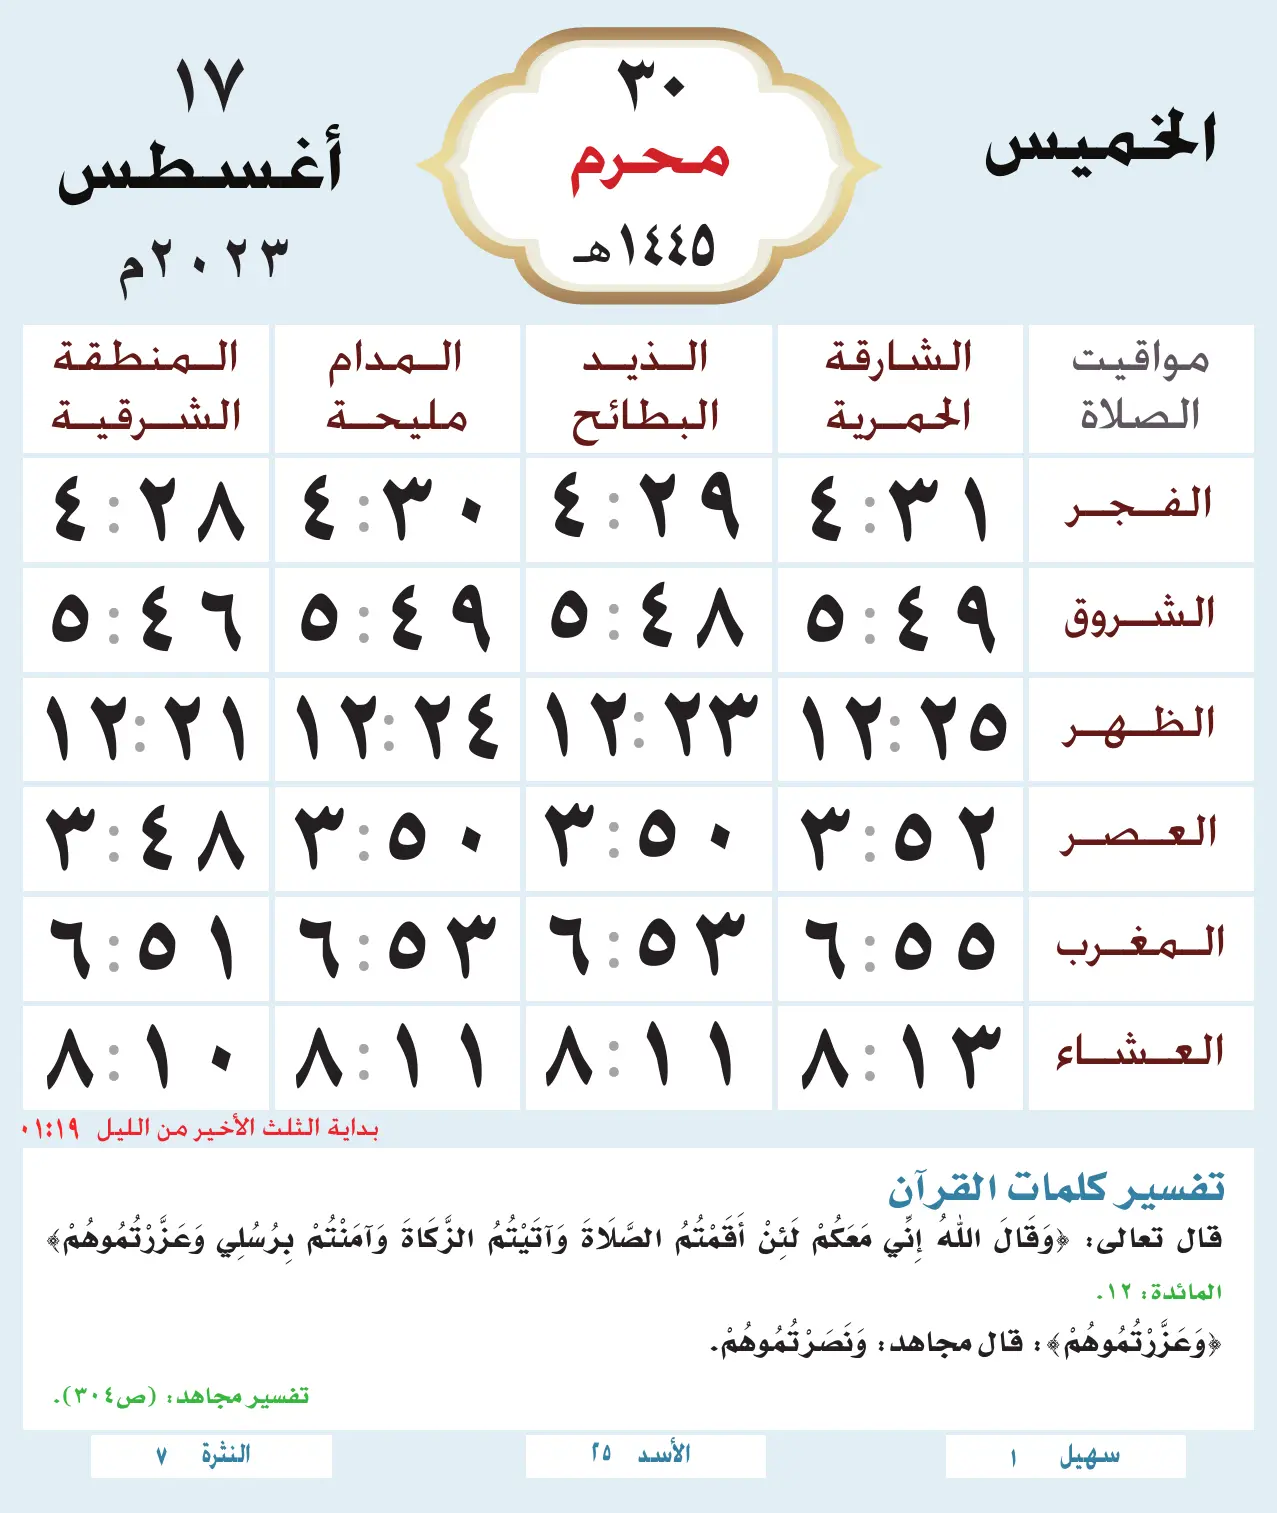 الخميس
٣٠
محرم
١٤٤٥هـ
١٧
أغسطس
٢٠٢٣م
مواقيت الصلاة
الشارقة الحمرية
الذيد البطائح
المدام مليحة
المنطقة الشرقية
الفجر ٤:٣١ ٤:٢٩ ٤:٣٠ ٤:٢٨
الشروق ٥:٤٩ ٥:٤٨ ٥:٤٩ ٥:٤٦
الظهر ١٢:٢٥ ١٢:٢٣ ١٢:٢٤ ١٢:٢١
العصر ٣:٥٢ ٣:٥٠ ٣:٥٠ ٣:٤٨
المغرب ٦:٥٥ ٦:٥٣ ٦:٥٣ ٦:٥١
العشاء ٨:١٣ ٨:١١ ٨:١١ ٨:١٠
بداية الثلث الأخير من الليل ٠١:١٩
تفسير كلمات القرآن
قال تعالى: ﴿وَقَالَ اللهُ إِنِّي مَعَكُمْ لَئِنْ أَقَمْتُمُ الصَّلَاةَ وَآتَيْتُمُ الزَّكَاةَ وَآمَنْتُمْ بِرُسُلِي وَعَزَّرْتُمُوهُمْ﴾
المائدة: ١٢.
﴿وَعَزَّرْتُمُوهُمْ﴾: قال مجاهد: وَنَصَرْتُمُوهُمْ.
تفسير مجاهد: (ص٣٠٤).
سهيل ١
الأسد ٢٥
النثرة ٧